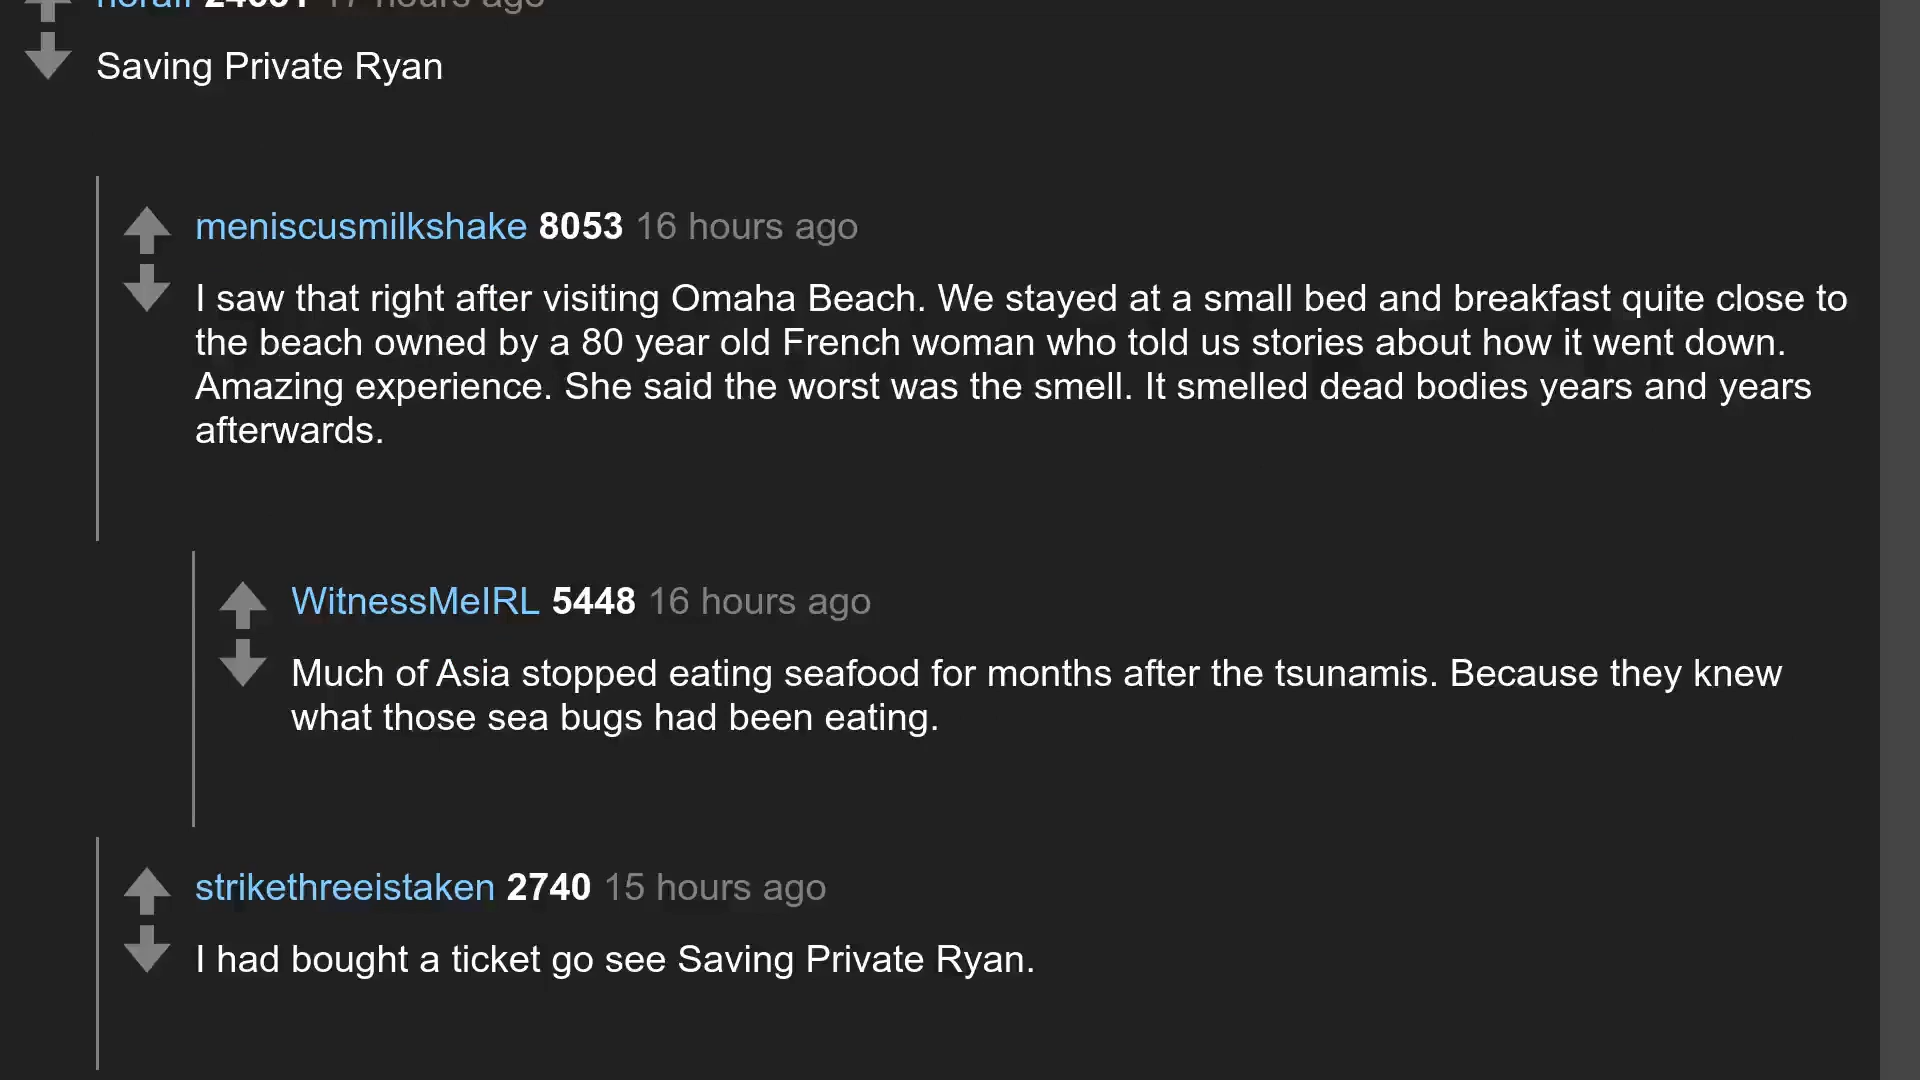 17 hours ago
Saving Private Ryan
meniscusmilkshake 8053 16 hours ago
I saw that right after visiting Omaha Beach. We stayed at a small bed and breakfast quite close to
the beach owned by a 80 year old French woman who told us stories about how it went down.
Amazing experience. She said the worst was the smell. It smelled dead bodies years and years
afterwards.
WitnessMeIRL 5448 16 hours ago
Much of Asia stopped eating seafood for months after the tsunamis. Because they knew
what those sea bugs had been eating.
strikethreeistaken 2740 15 hours ago
I had bought a ticket go see Saving Private Ryan.